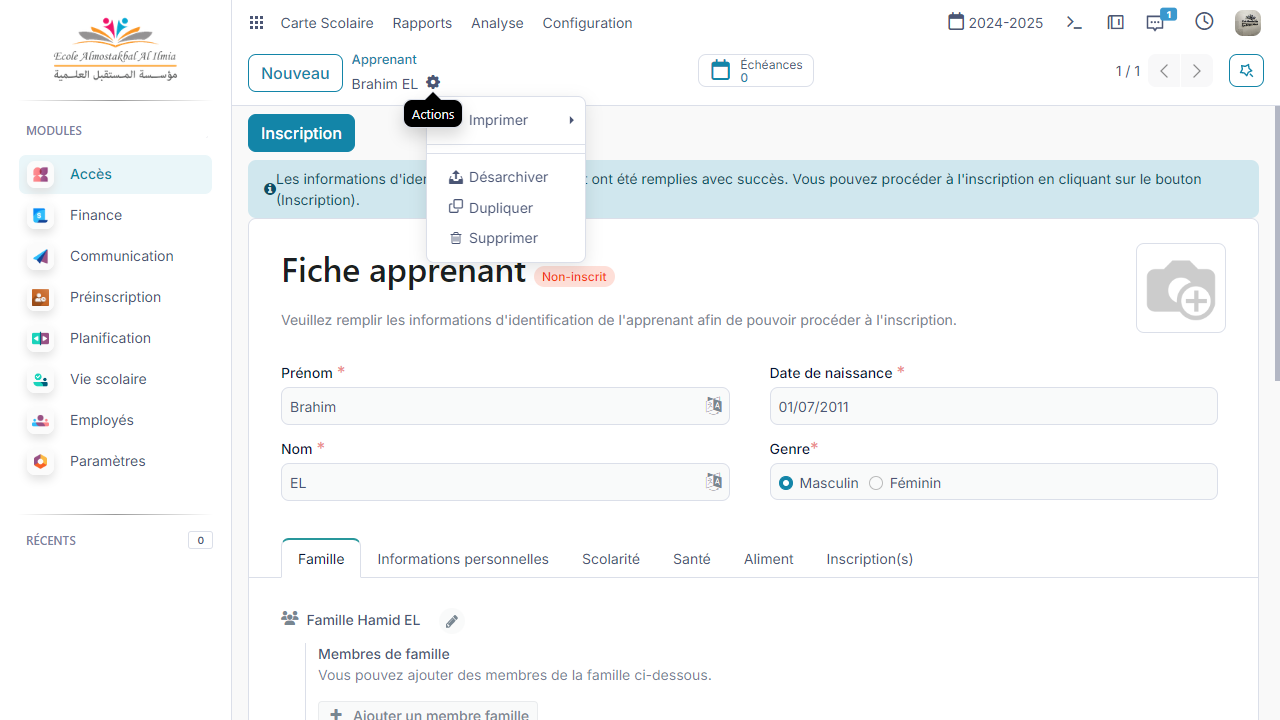 Ecole Almostakbal Al Ilmia
مؤسسة المستقبل العلمية
MODULES
Accès
Finance
Communication
Préinscription
Planification
Vie scolaire
Employés
Paramètres
RÉCENTS
0
Carte Scolaire
Rapports
Analyse
Configuration
2024-2025
1
Nouveau
Apprenant
Brahim EL
Échéances
0
1 / 1
Actions
Imprimer
Désarchiver
Dupliquer
Supprimer
Inscription
Les informations d'iden
t ont été remplies avec succès. Vous pouvez procéder à l'inscription en cliquant sur le bouton
(Inscription).
Fiche apprenant
Non-inscrit
Veuillez remplir les informations d'identification de l'apprenant afin de pouvoir procéder à l'inscription.
Prénom *
Brahim
Date de naissance *
01/07/2011
Nom *
EL
Genre*
Masculin
Féminin
Famille
Informations personnelles
Scolarité
Santé
Aliment
Inscription(s)
Famille Hamid EL
Membres de famille
Vous pouvez ajouter des membres de la famille ci-dessous.
Ajouter un membre famille